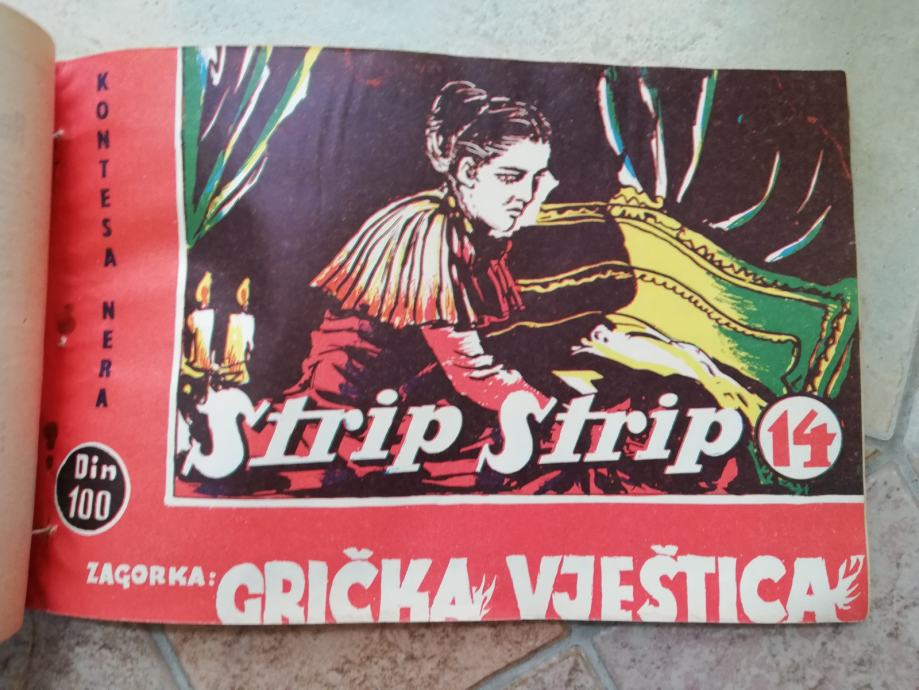 KONTESA NERA
Strip Strip 14
Din
100
ZAGORKA: GRIČKA VJEŠTICA